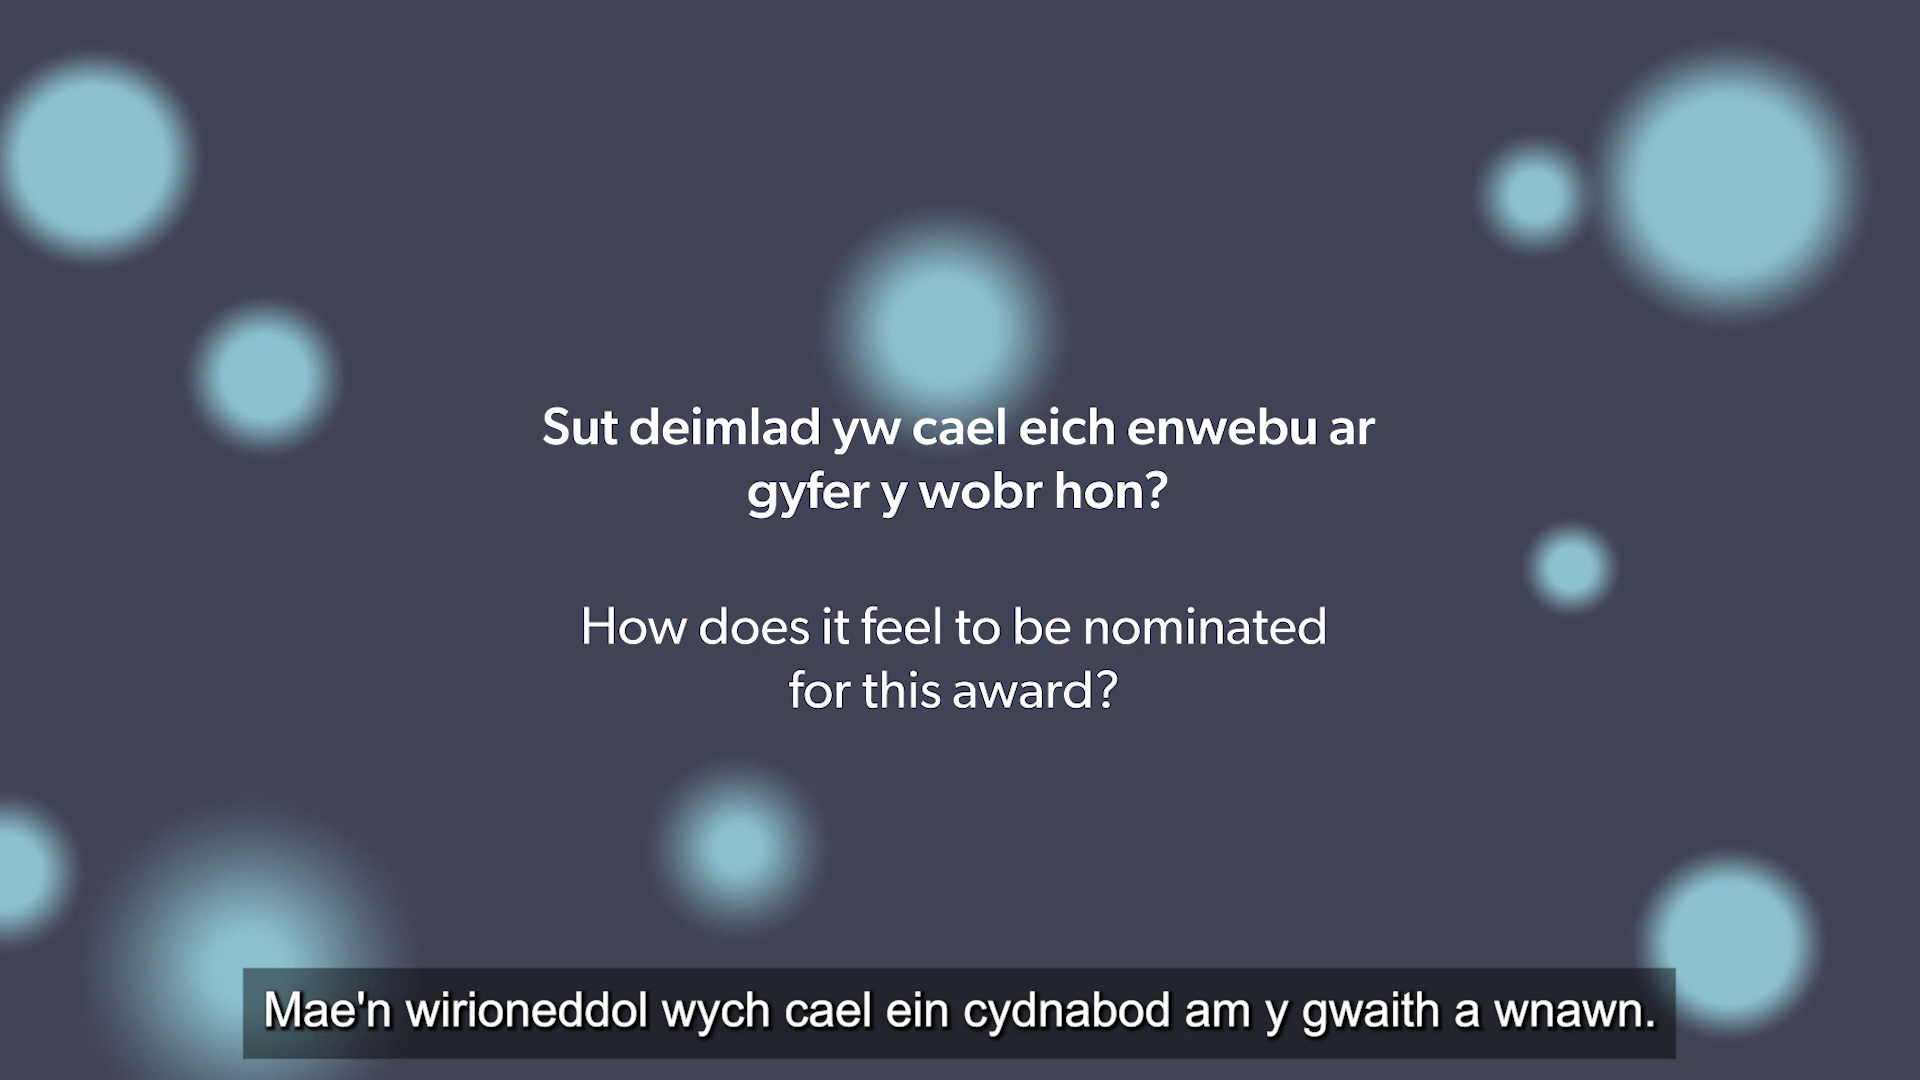 Sut deimlad yw cael eich enwebu ar
gyfer y wobr hon?
How does it feel to be nominated
for this award?
Mae'n wirioneddol wych cael ein cydnabod am y gwaith a wnawn.